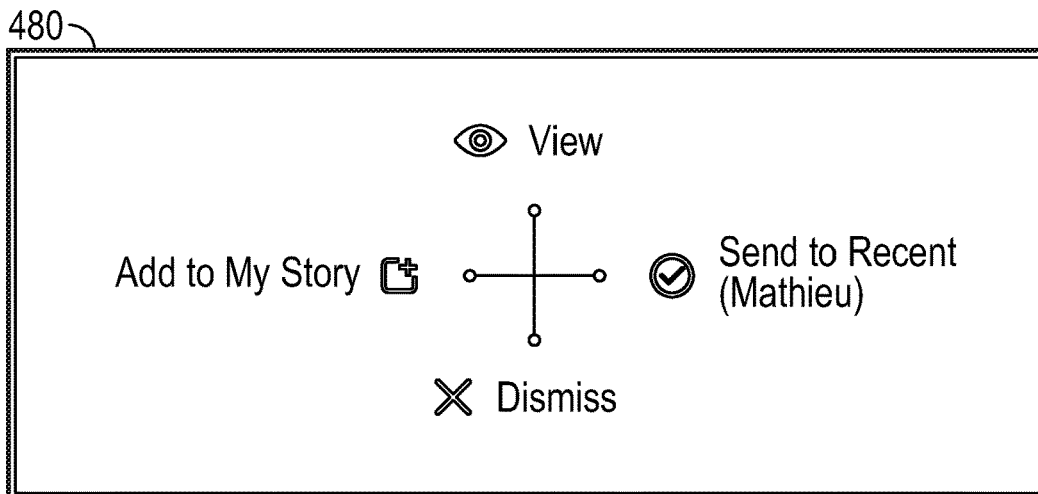 480
View
Add to My Story
Send to Recent
(Mathieu)
Dismiss